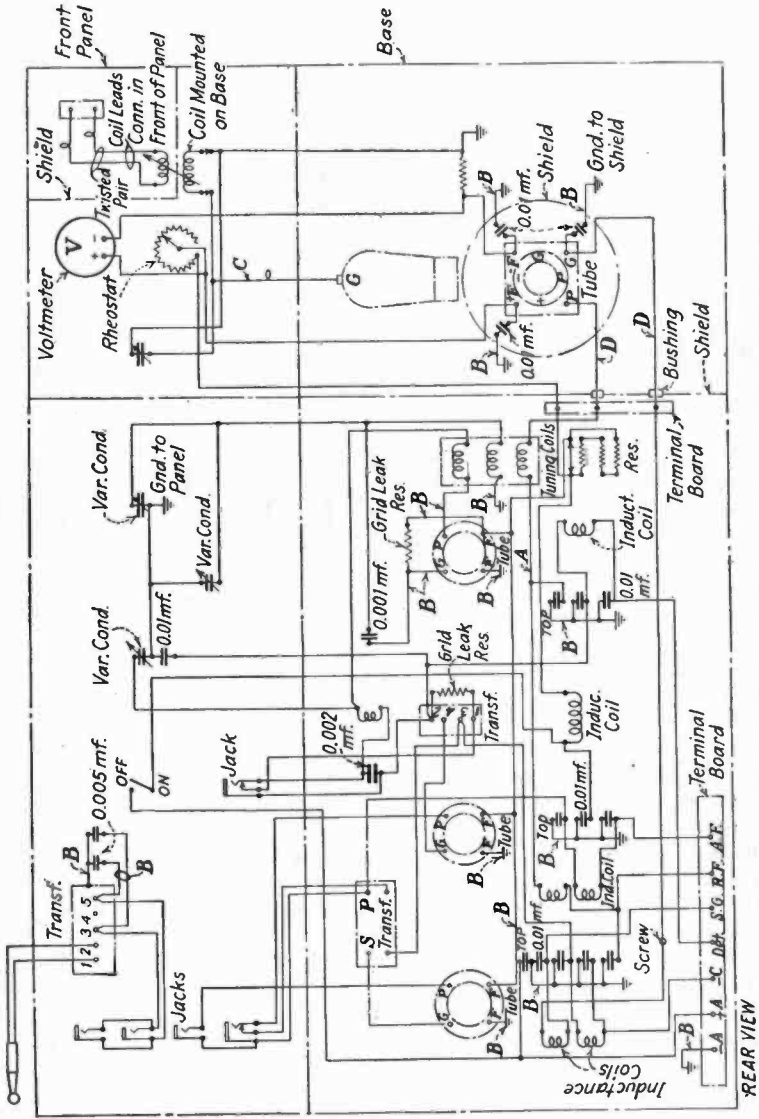 Front
Panel
Shield
Coil Leads
Conn. in
Front of Panel
Twisted
Pair
Coil Mounted
on Base
Base
Voltmeter
V
- +
Rheostat
C
G
B
0.01 mf.
Shield
Gnd. to
Shield
B
B
0.01 mf.
+F
-F
P
G
G
P
+
Tube
D
D
Bushing
Shield
Terminal
Board
Var. Cond.
Gnd. to
Panel
Var. Cond.
Var. Cond.
0.01 mf.
Grid Leak
Res.
0.001 mf.
B
B
B
B
G P
F F
Tube
A
Tuning Coils
Res.
Induct.
Coil
TOP
B
0.01
mf.
OFF
ON
Jack
0.002
mf.
Grid
Leak
Res.
Transf.
Induc.
Coil
0.01 mf.
Top
B
Ind. Coil
0.005 mf.
B
B
Transf.
1 2 3 4 5
Jacks
S P
Transf.
G P
F F
Tube
B
G P
F F
Tube
B
B
TOP
0.01 mf.
B
Screw
Inductance
Coils
Terminal
Board
B
-A
+A
-C
Det.
S.G.
R.F.
A.F.
REAR VIEW